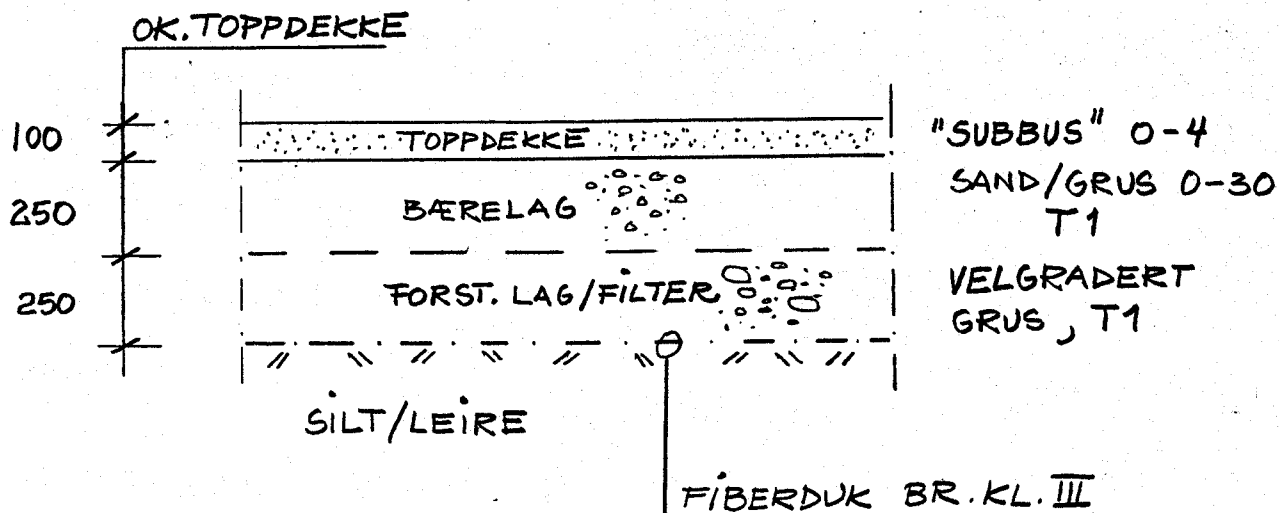 OK. TOPPDEKKE
100
TOPPDEKKE
"SUBBUS" 0-4
250
BÆRELAG
SAND/GRUS 0-30
T1
250
FORST. LAG/FILTER
VELGRADERT
GRUS, T1
SILT/LEIRE
FIBERDUK BR. KL. III